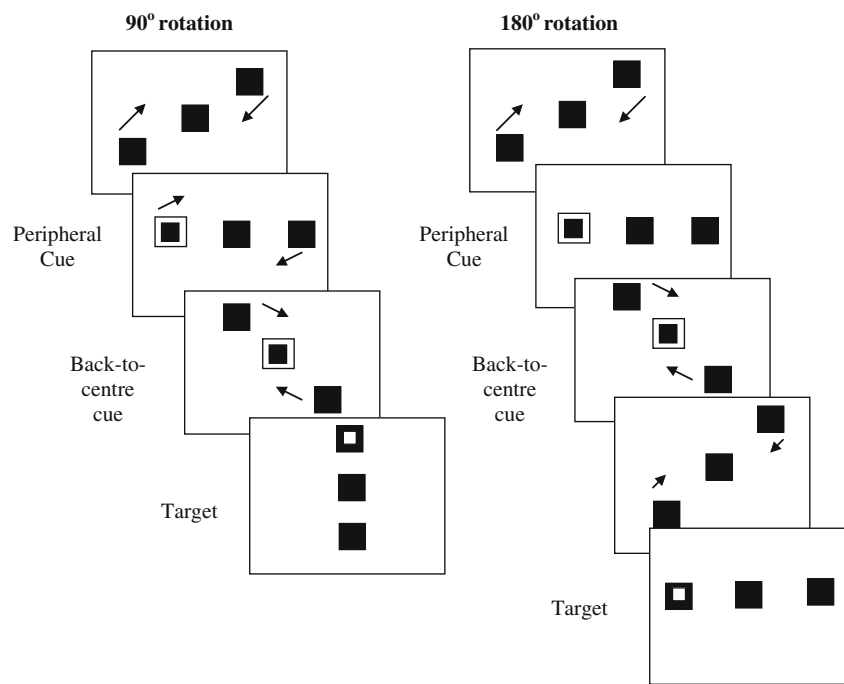 90° rotation
Peripheral
Cue
Back-to-
centre
cue
Target
180° rotation
Peripheral
Cue
Back-to-
centre
cue
Target